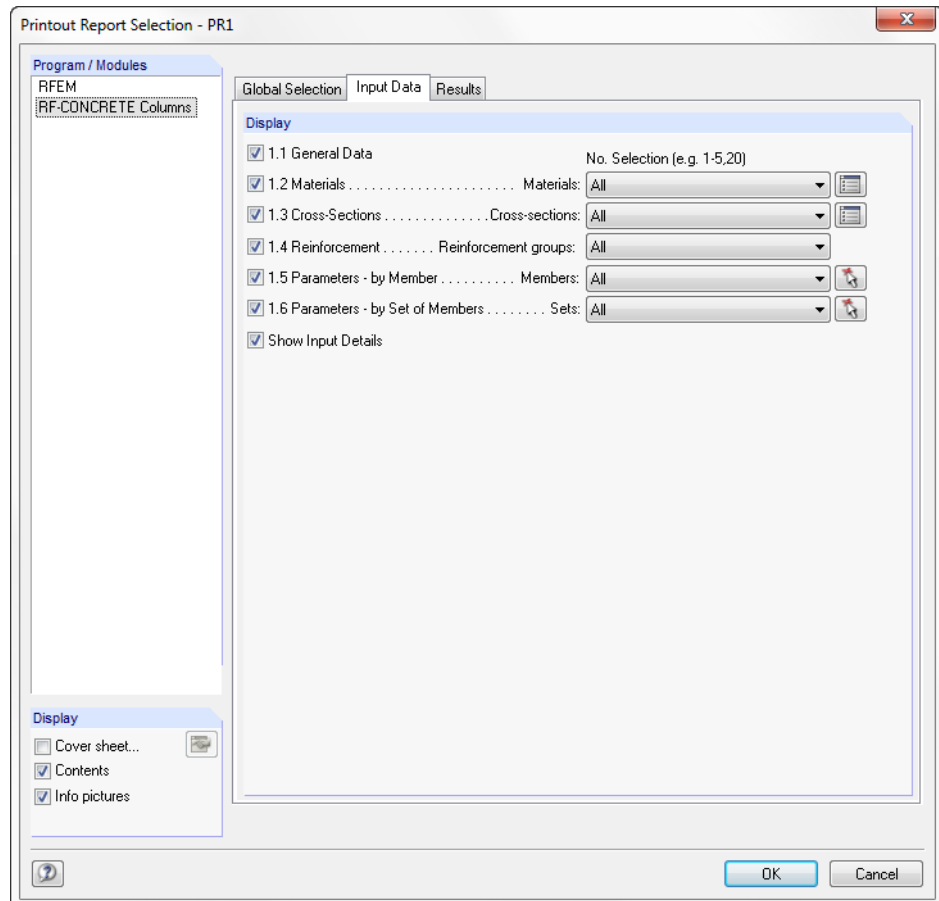 Printout Report Selection - PR1
Program / Modules
RFEM
RF-CONCRETE Columns
Global Selection
Input Data
Results
Display
1.1 General Data
No. Selection (e.g. 1-5,20)
1.2 Materials . . . . . . . . . . . . . . . . . . . . . . Materials: All
1.3 Cross-Sections . . . . . . . . . . . . . . Cross-sections: All
1.4 Reinforcement . . . . . . . Reinforcement groups: All
1.5 Parameters - by Member . . . . . . . . . . Members: All
1.6 Parameters - by Set of Members . . . . . . . . Sets: All
Show Input Details
Display
Cover sheet...
Contents
Info pictures
OK
Cancel